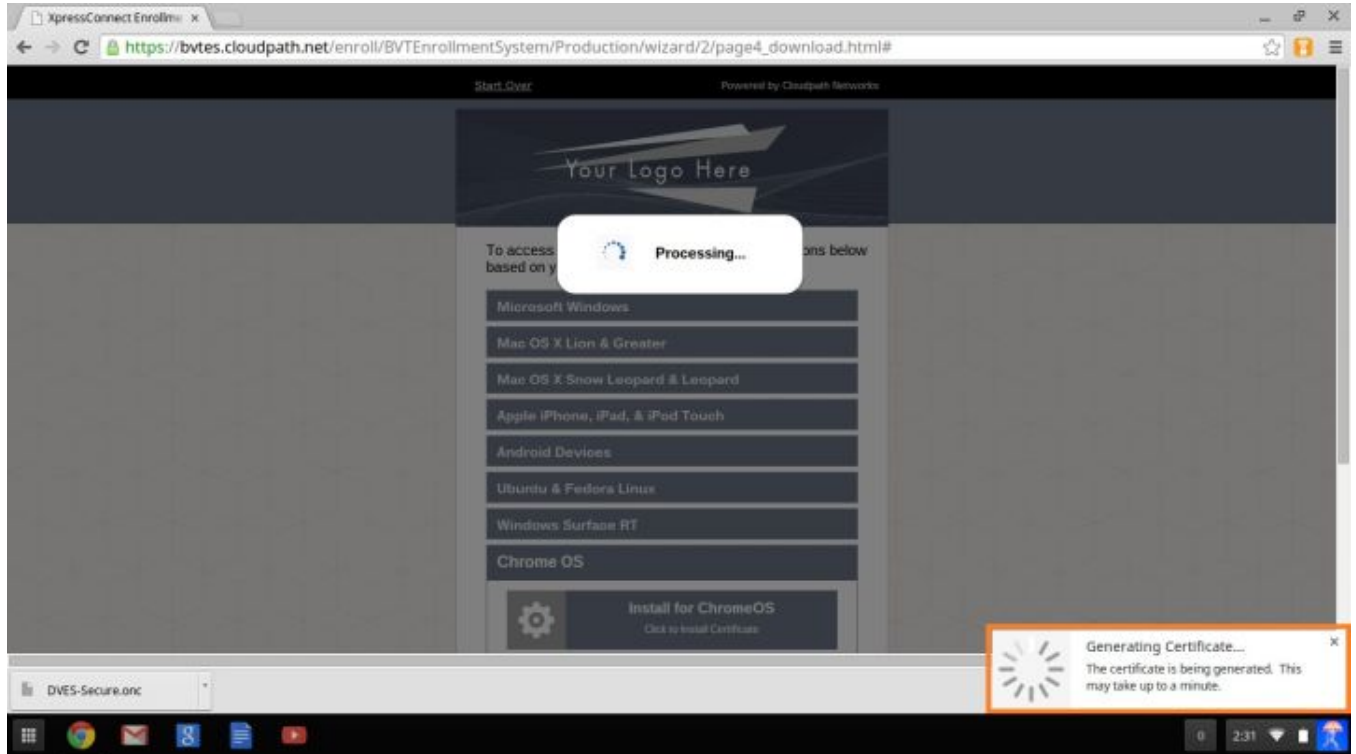 XpressConnect Enrollme
https://bvtes.cloudpath.net/enroll/BVTEnrollmentSystem/Production/wizard/2/page4_download.html#
Start Over
Powered by Cloudpath Networks
Your Logo Here
To access
ons below
based on y
Processing...
Microsoft Windows
Mac OS X Lion & Greater
Mac OS X Snow Leopard & Leopard
Apple iPhone, iPad, & iPod Touch
Android Devices
Ubuntu & Fedora Linux
Windows Surface RT
Chrome OS
Install for ChromeOS
Click to Install Certificate
Generating Certificate...
The certificate is being generated. This
may take up to a minute.
DVES-Secure.onc
0
2:31